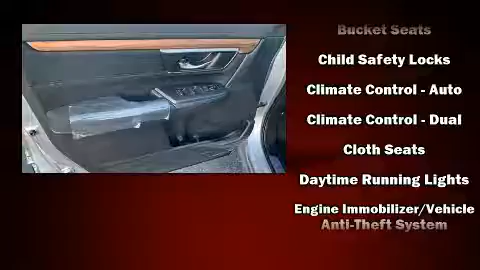 Bucket Seats
Child Safety Locks
Climate Control - Auto
Climate Control - Dual
Cloth Seats
Daytime Running Lights
Engine Immobilizer/Vehicle
Anti-Theft System